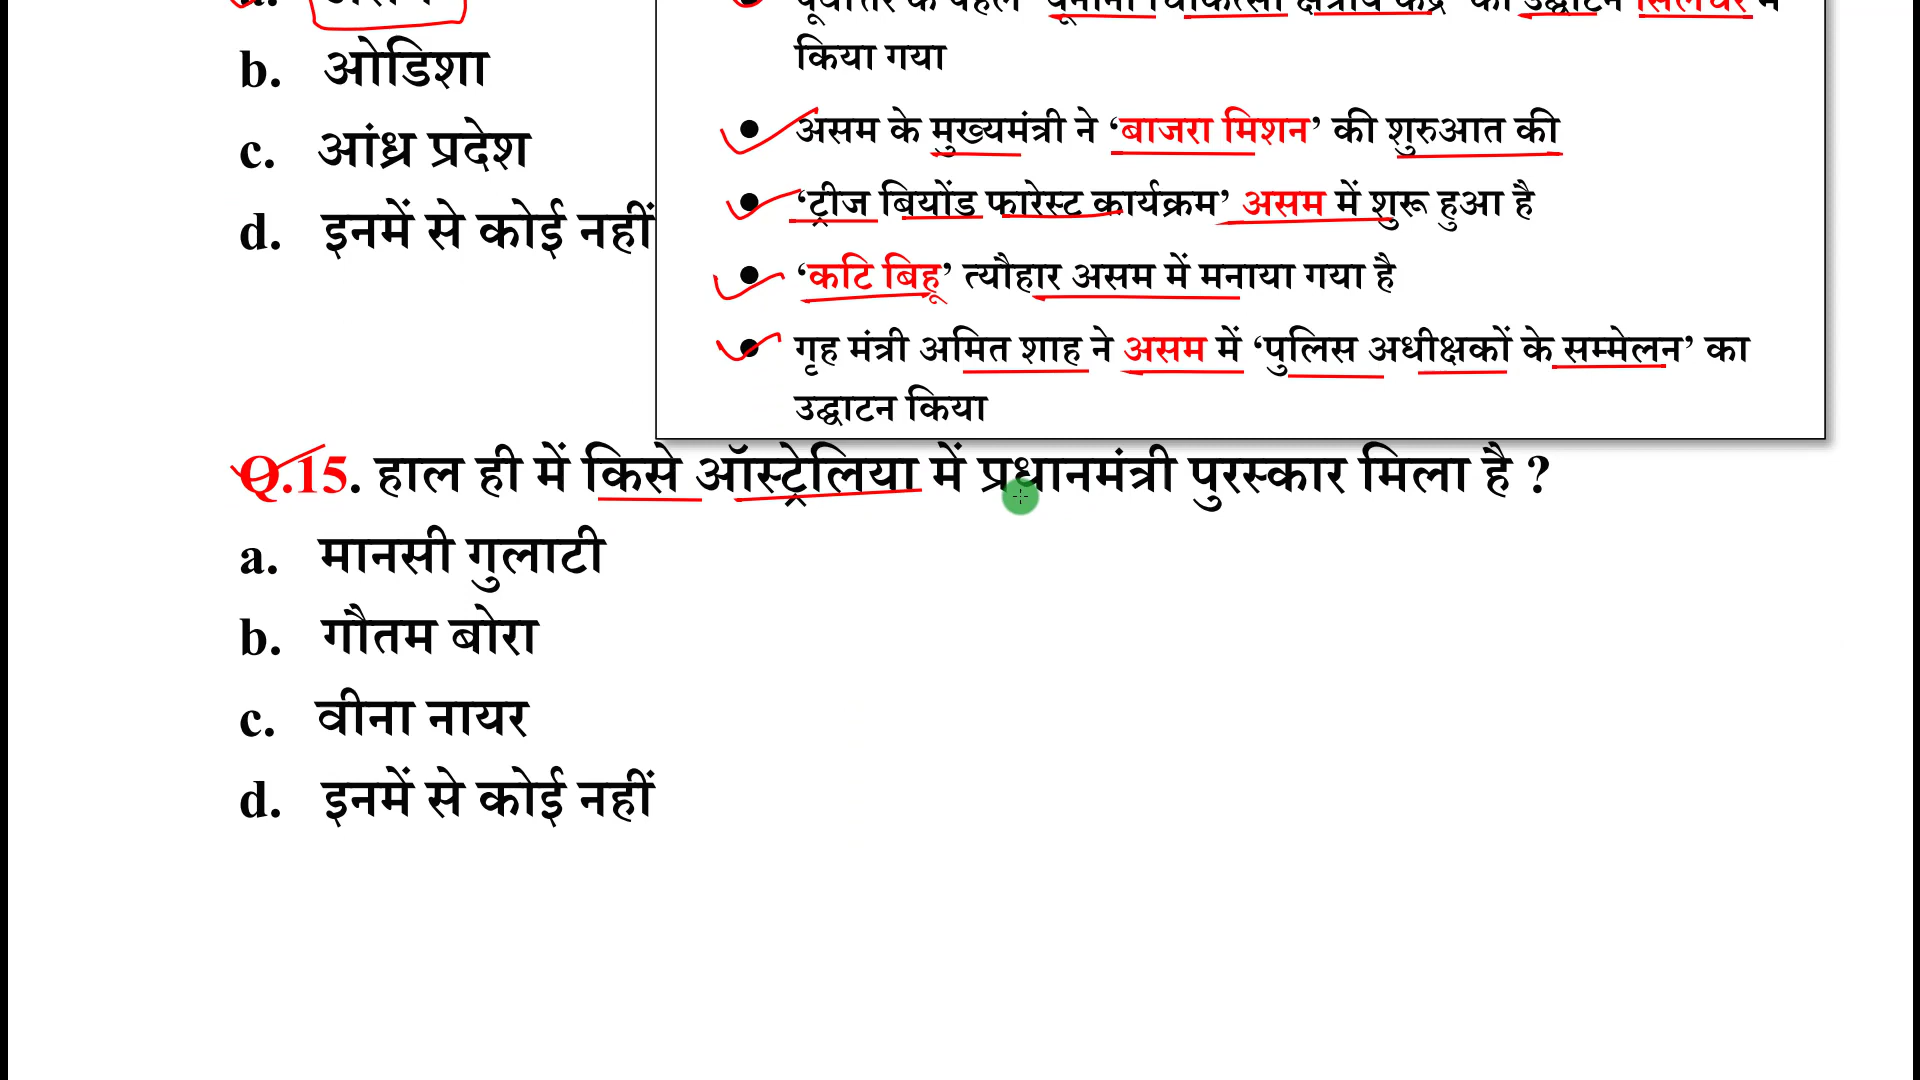 b. ओडिशा
c. आंध्र प्रदेश
d. इनमें से कोई नहीं
किया गया
• असम के मुख्यमंत्री ने ‘बाजरा मिशन’ की शुरुआत की
• ‘ट्रीज बियोंड फारेस्ट कार्यक्रम’ असम में शुरू हुआ है
• ‘कटि बिहू’ त्यौहार असम में मनाया गया है
• गृह मंत्री अमित शाह ने असम में ‘पुलिस अधीक्षकों के सम्मेलन’ का
उद्घाटन किया
Q.15. हाल ही में किसे ऑस्ट्रेलिया में प्रधानमंत्री पुरस्कार मिला है ?
a. मानसी गुलाटी
b. गौतम बोरा
c. वीना नायर
d. इनमें से कोई नहीं